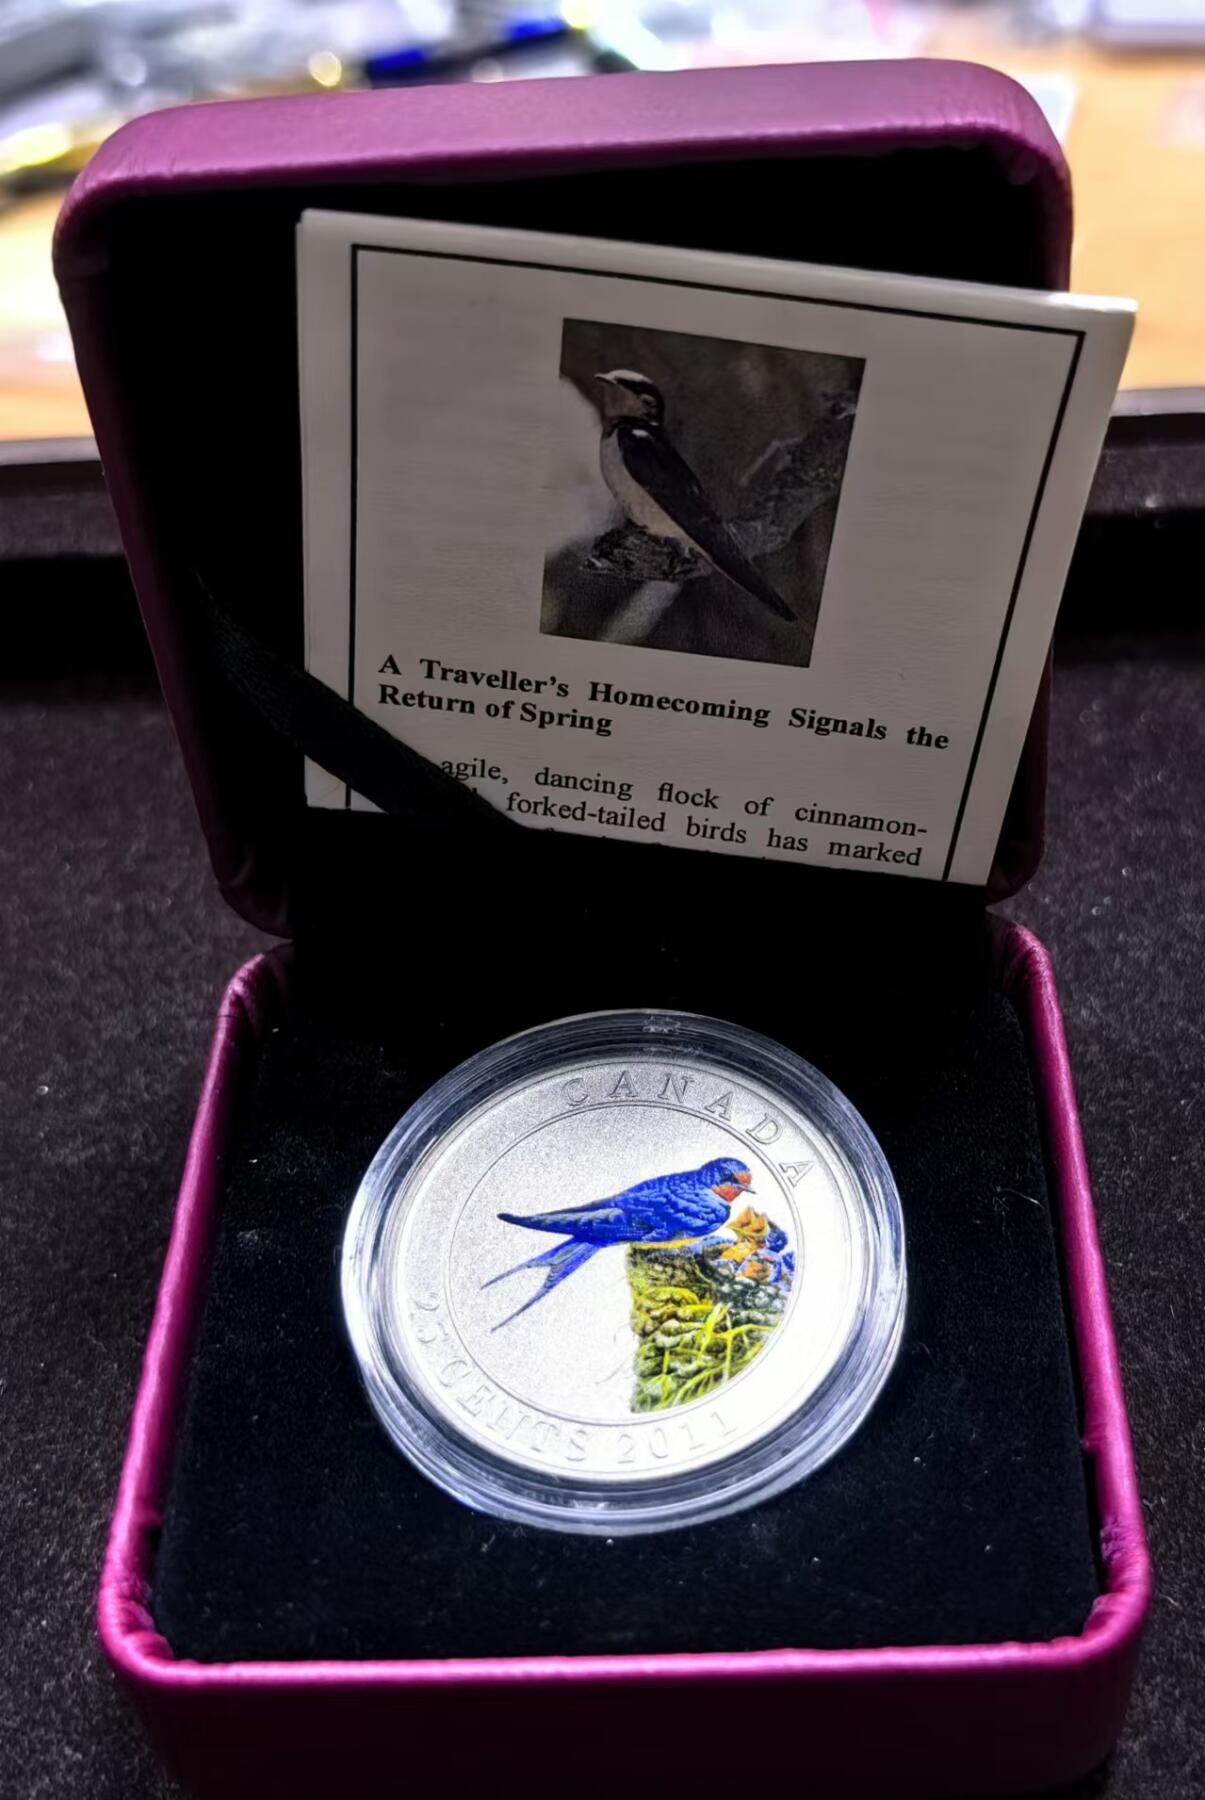 A Traveller's Homecoming Signals the
Return of Spring
agile, dancing flock of cinnamon-
forked-tailed birds has marked
CANADA
25 CENTS 2011